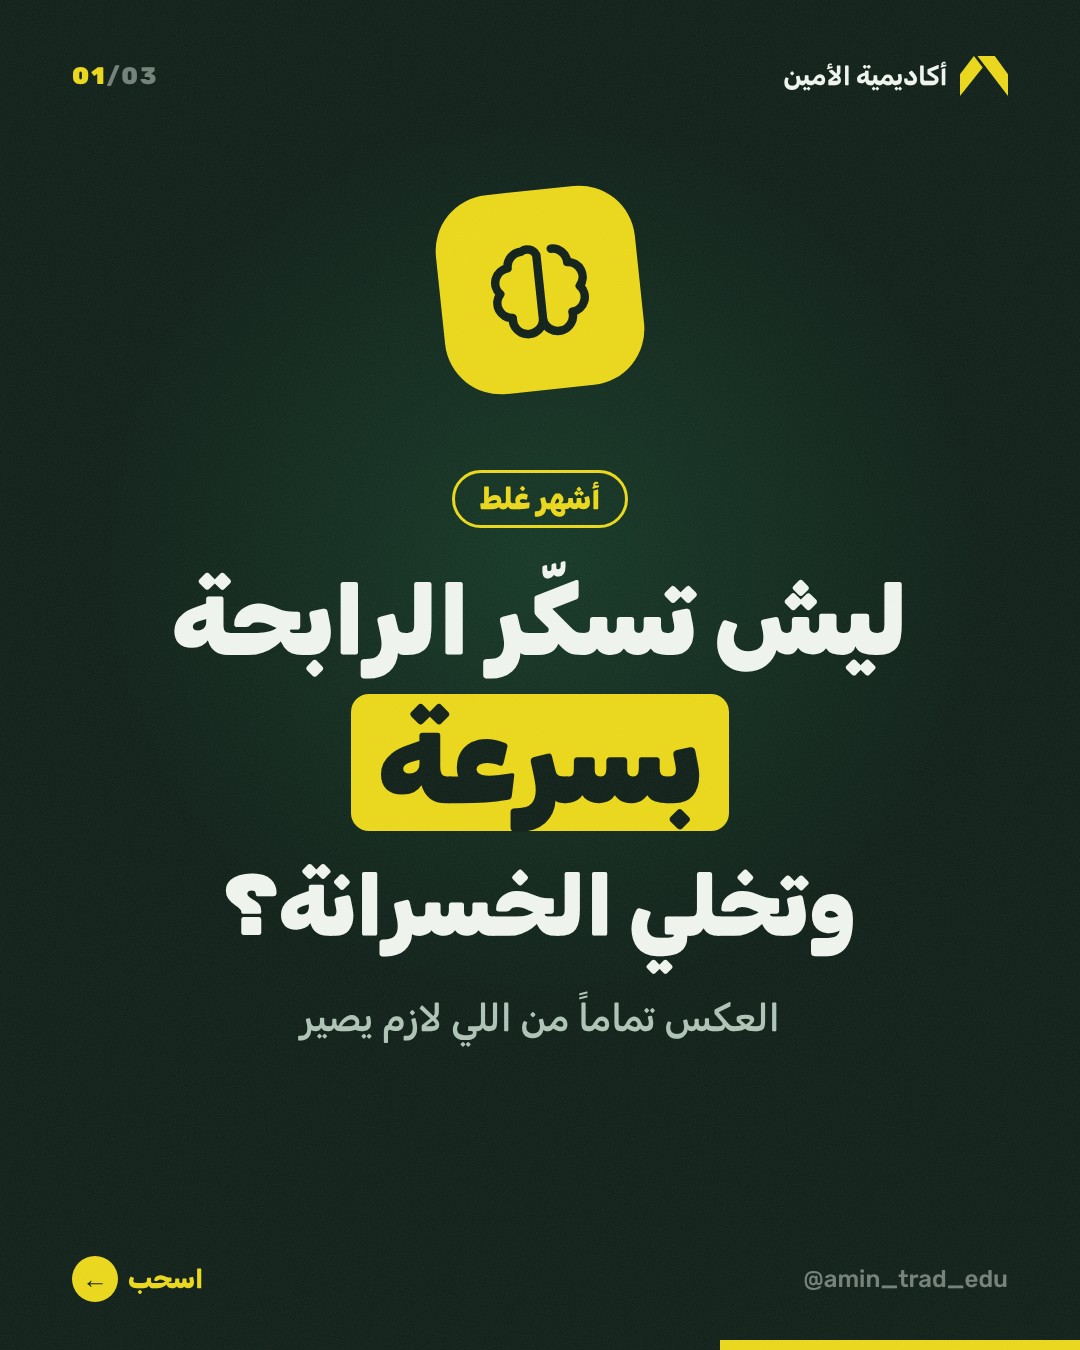 أكاديمية الأمين
01/03
أشهر غلط
ليش تسكّر الرابحة
بسرعة
وتخلي الخسرانة؟
العكس تماماً من اللي لازم يصير
@amin_trad_edu
اسحب ←